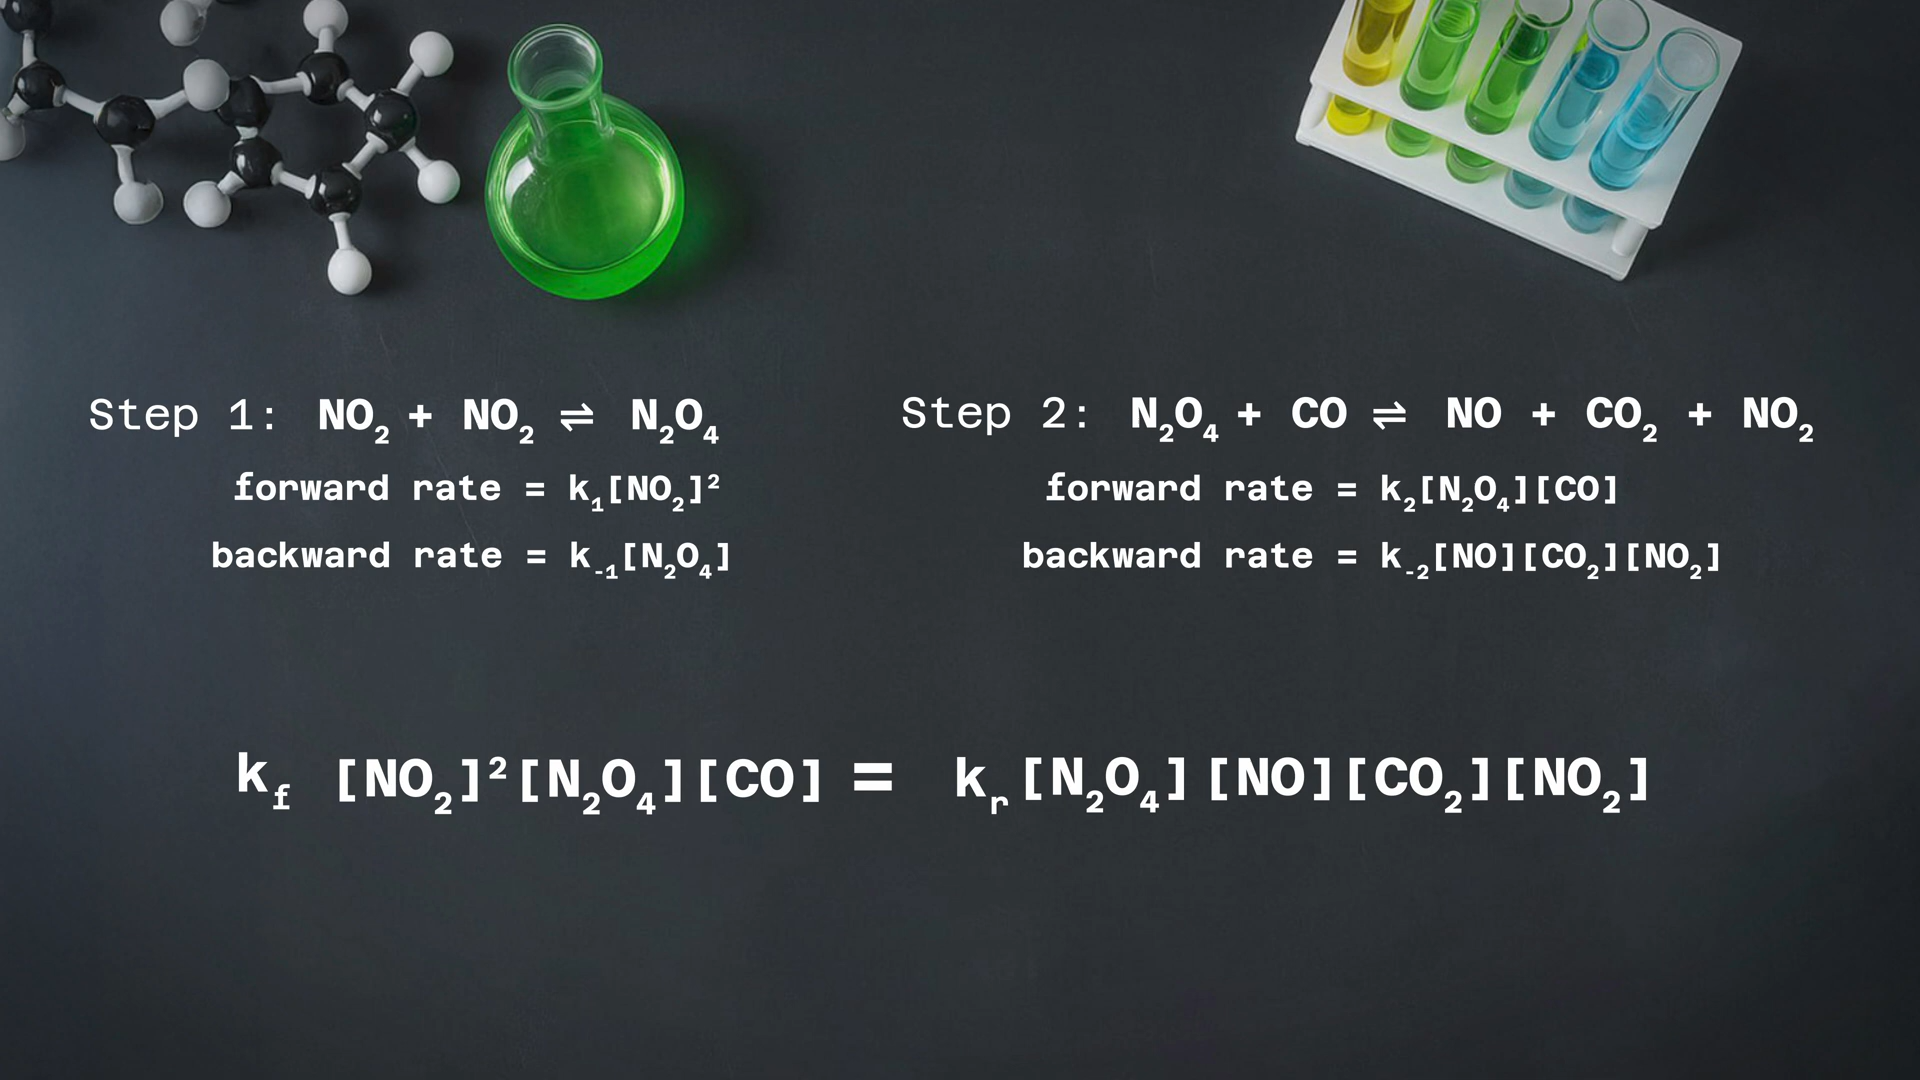 Step 1: NO₂ + NO₂ ⇌ N₂O₄
forward rate = k₁[NO₂]²
backward rate = k₋₁[N₂O₄]
Step 2: N₂O₄ + CO ⇌ NO + CO₂ + NO₂
forward rate = k₂[N₂O₄][CO]
backward rate = k₋₂[NO][CO₂][NO₂]
k_f [NO₂]²[N₂O₄][CO] = kᵣ[N₂O₄][NO][CO₂][NO₂]